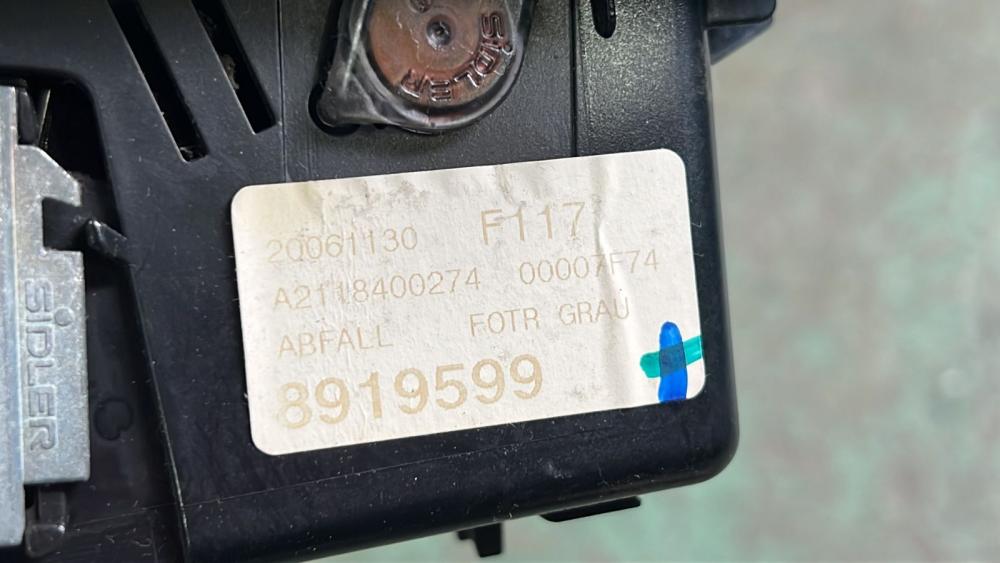 SiDLER
20061130 F117
A2118400274 00007F74
ABFALL FOTR GRAU
8919599
SiDLER